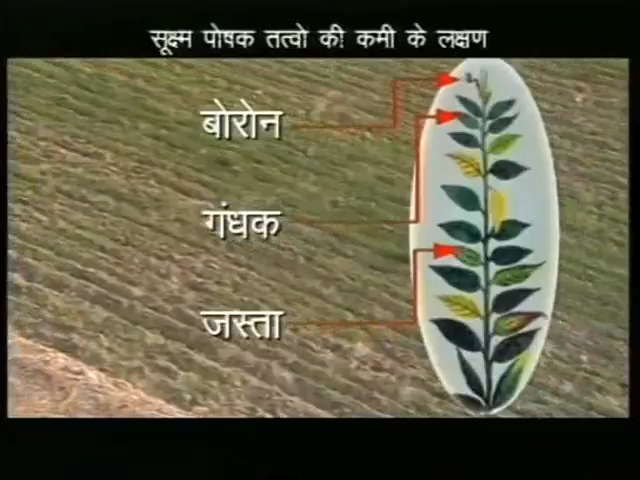 सूक्ष्म पोषक तत्वो की कमी के लक्षण
बोरोन
गंधक
जस्ता